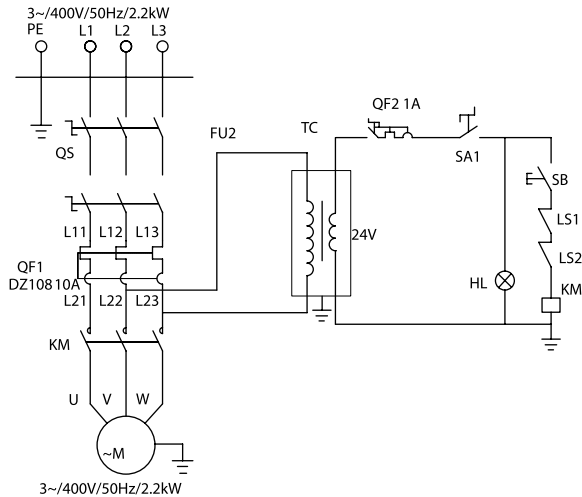 3~/400V/50Hz/2.2kW
PE L1 L2 L3
QF2 1A
FU2 TC
QS
SA1
SB
L11 L12 L13
24V
LS1
LS2
QF1
DZ108 10A
HL
KM
L21 L22 L23
KM
U V W
~M
3~/400V/50Hz/2.2kW